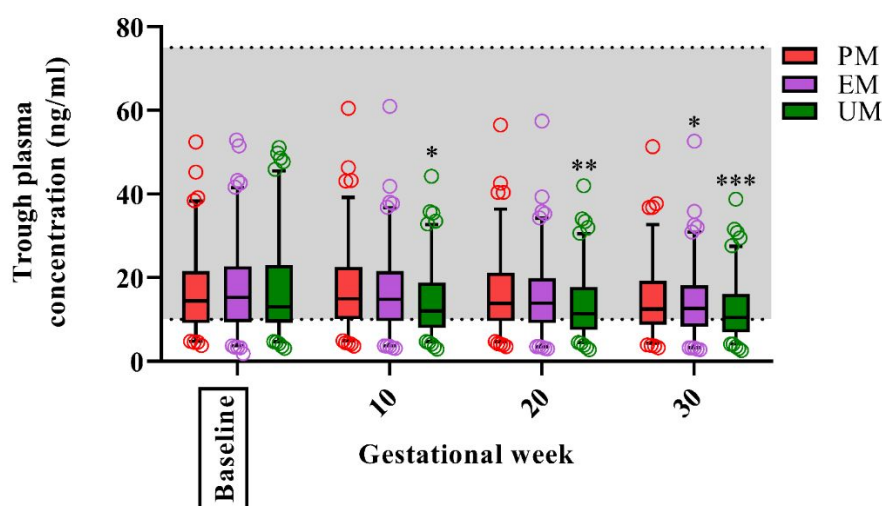 Trough plasma
concentration (ng/ml)
80
60
40
20
0
*
**
*
***
PM
EM
UM
Baseline
10
20
30
Gestational week